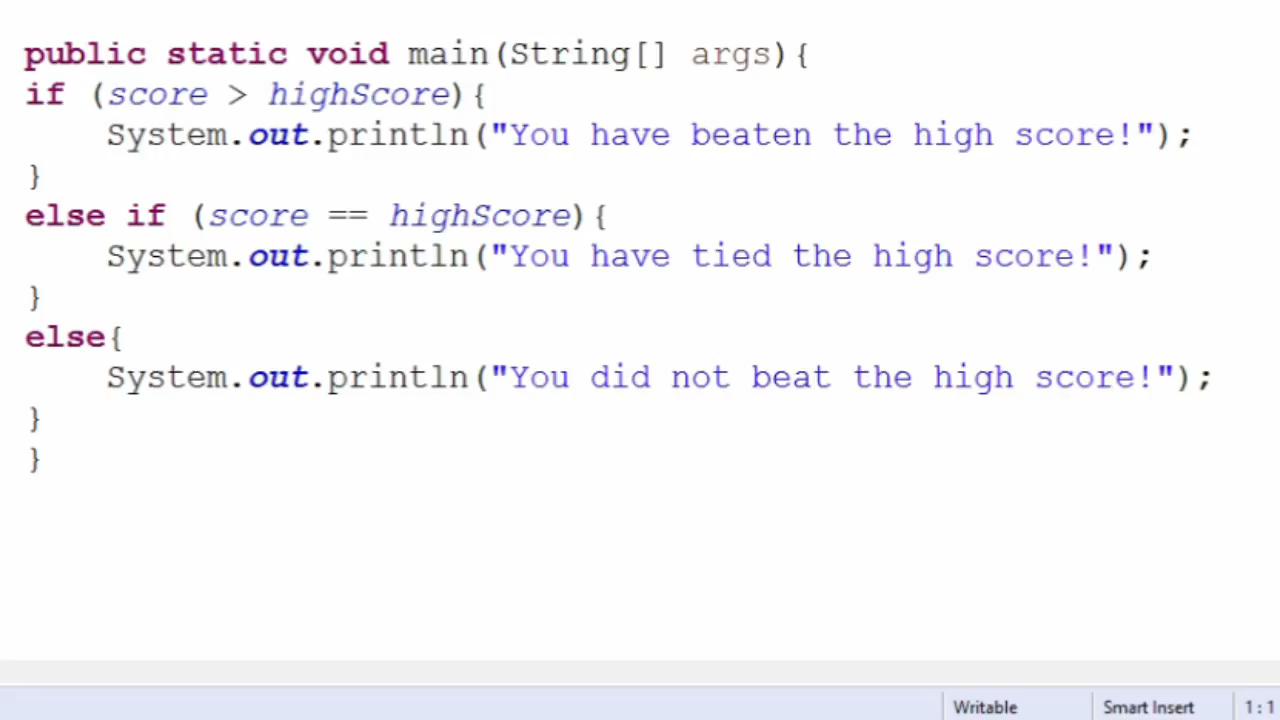 public static void main(String[] args){
if (score > highScore){
    System.out.println("You have beaten the high score!");
}
else if (score == highScore){
    System.out.println("You have tied the high score!");
}
else{
    System.out.println("You did not beat the high score!");
}
}
Writable Smart Insert 1:1